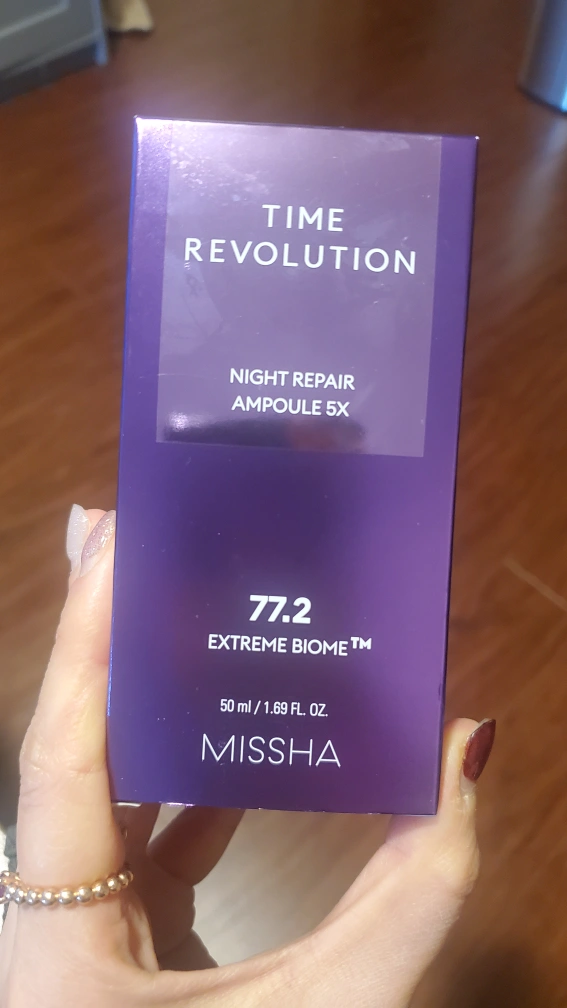 TIME
REVOLUTION
NIGHT REPAIR
AMPOULE 5X
77.2
EXTREME BIOME™
50 ml / 1.69 FL. OZ.
MISSHA